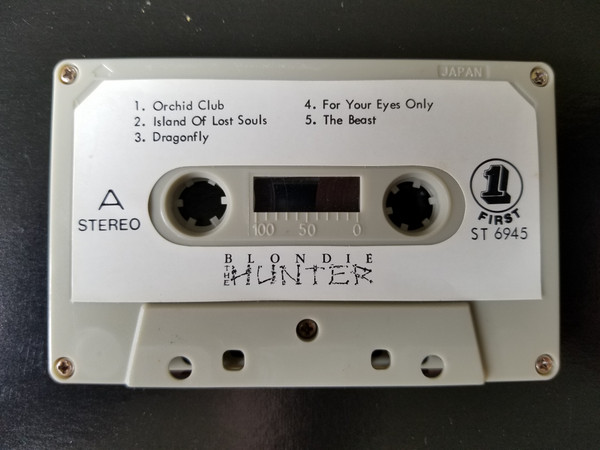 JAPAN
1. Orchid Club
2. Island Of Lost Souls
3. Dragonfly
4. For Your Eyes Only
5. The Beast
A
STEREO
100 50 0
1
FIRST
ST 6945
BLONDIE
THE HUNTER